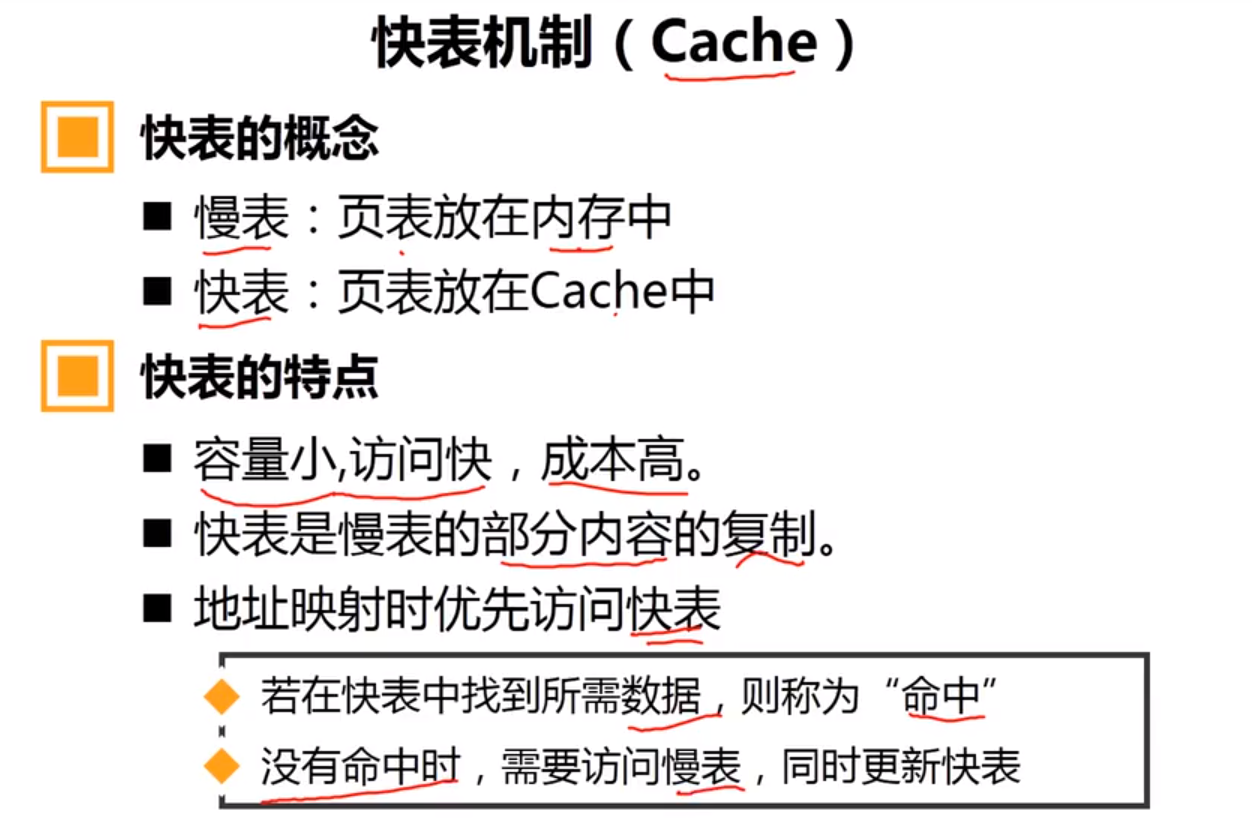 快表机制（Cache）
快表的概念
慢表：页表放在内存中
快表：页表放在Cache中
快表的特点
容量小,访问快，成本高。
快表是慢表的部分内容的复制。
地址映射时优先访问快表
若在快表中找到所需数据，则称为“命中”
没有命中时，需要访问慢表，同时更新快表